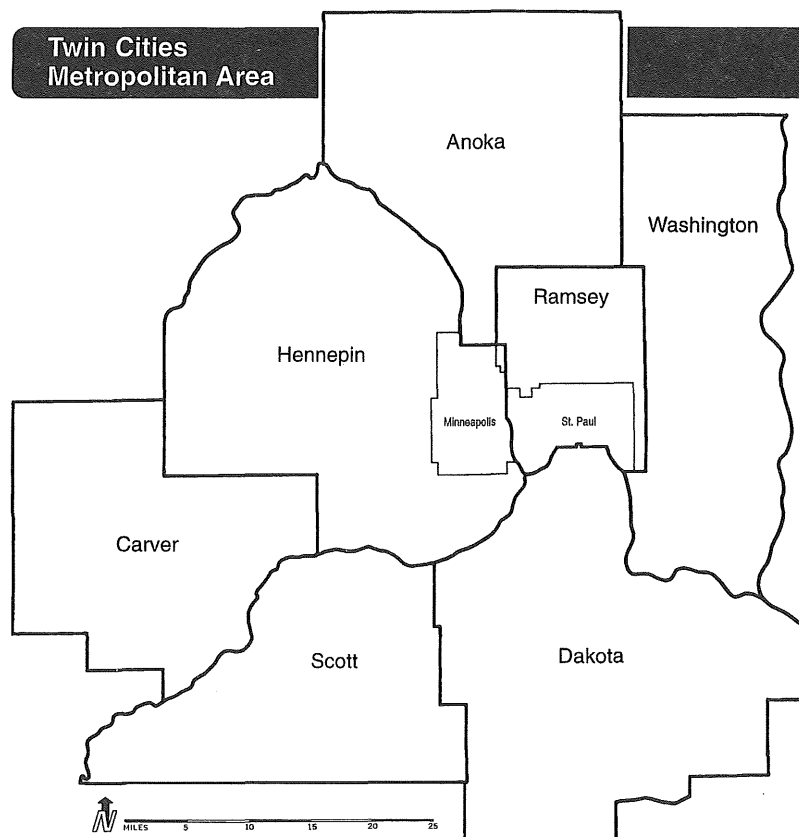 Twin Cities
Metropolitan Area
Anoka
Washington
Ramsey
Hennepin
Minneapolis
St. Paul
Carver
Scott
Dakota
N
MILES 5 10 15 20 25